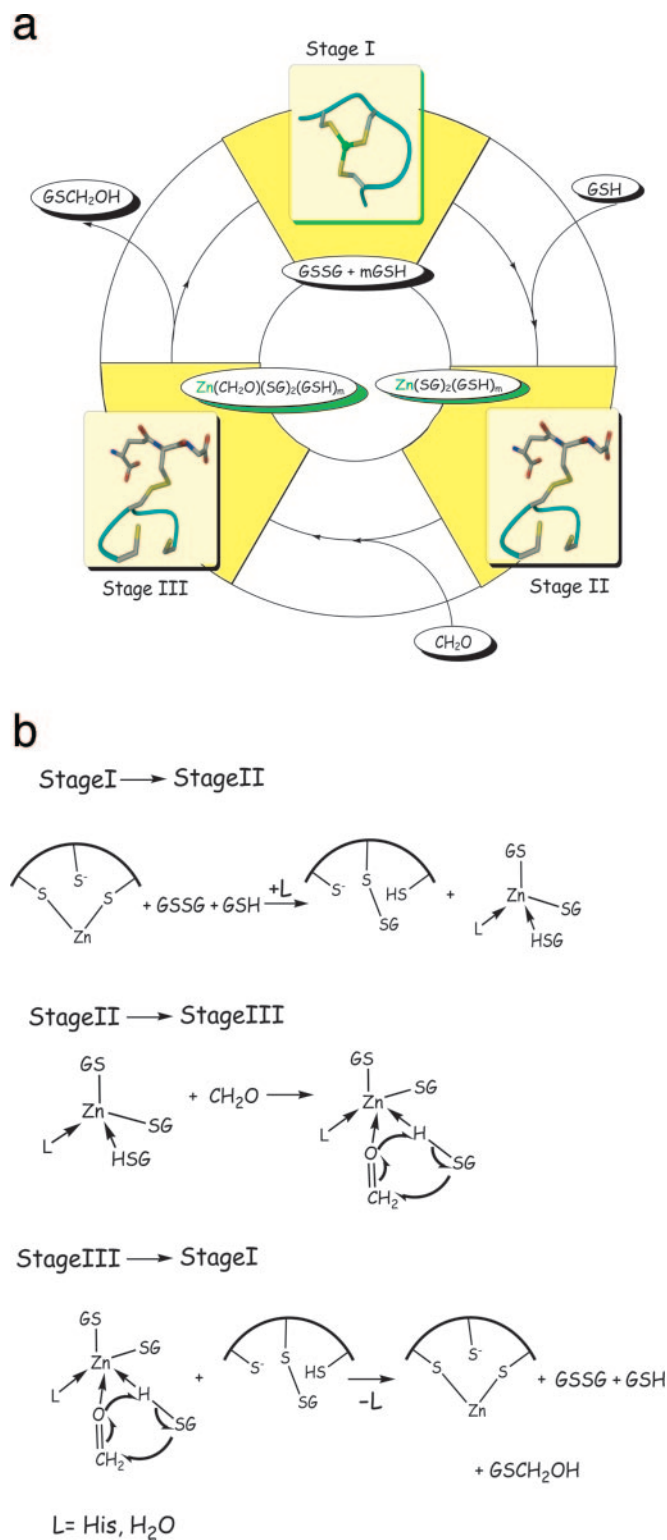 a
Stage I
GSCH₂OH
GSH
GSSG + mGSH
Zn(CH₂O)(SG)₂(GSH)ₘ
Zn(SG)₂(GSH)ₘ
Stage III
Stage II
CH₂O
b
StageI → StageII
S S⁻ S Zn + GSSG + GSH +L → S⁻ S SG HS + GS Zn SG L HSG
StageII → StageIII
GS Zn SG L HSG + CH₂O → GS SG Zn L H O SG CH₂
StageIII → StageI
GS SG Zn L H O SG CH₂ + S⁻ S SG HS -L → S S⁻ S Zn + GSSG + GSH
+ GSCH₂OH
L= His, H₂O